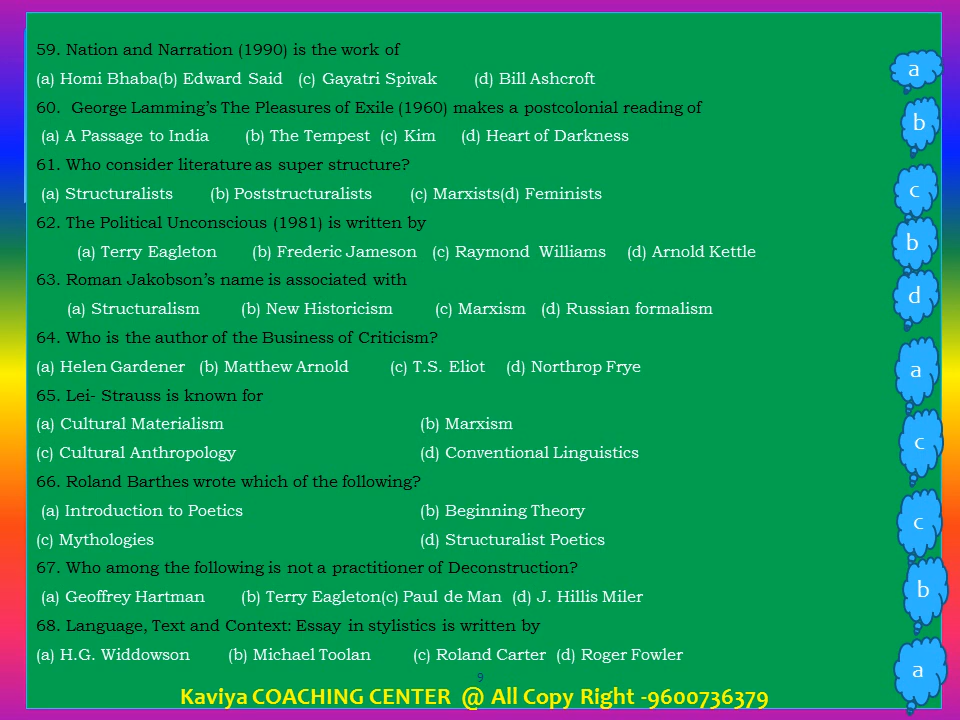 59. Nation and Narration (1990) is the work of
(a) Homi Bhaba(b) Edward Said (c) Gayatri Spivak (d) Bill Ashcroft
a
60. George Lamming's The Pleasures of Exile (1960) makes a postcolonial reading of
(a) A Passage to India (b) The Tempest (c) Kim (d) Heart of Darkness
b
61. Who consider literature as super structure?
(a) Structuralists (b) Poststructuralists (c) Marxists(d) Feminists
c
62. The Political Unconscious (1981) is written by
(a) Terry Eagleton (b) Frederic Jameson (c) Raymond Williams (d) Arnold Kettle
b
63. Roman Jakobson's name is associated with
(a) Structuralism (b) New Historicism (c) Marxism (d) Russian formalism
d
64. Who is the author of the Business of Criticism?
(a) Helen Gardener (b) Matthew Arnold (c) T.S. Eliot (d) Northrop Frye
a
65. Lei- Strauss is known for
(a) Cultural Materialism (b) Marxism
(c) Cultural Anthropology (d) Conventional Linguistics
c
66. Roland Barthes wrote which of the following?
(a) Introduction to Poetics (b) Beginning Theory
(c) Mythologies (d) Structuralist Poetics
c
67. Who among the following is not a practitioner of Deconstruction?
(a) Geoffrey Hartman (b) Terry Eagleton(c) Paul de Man (d) J. Hillis Miler
b
68. Language, Text and Context: Essay in stylistics is written by
(a) H.G. Widdowson (b) Michael Toolan (c) Roland Carter (d) Roger Fowler
a
9
Kaviya COACHING CENTER @ All Copy Right -9600736379